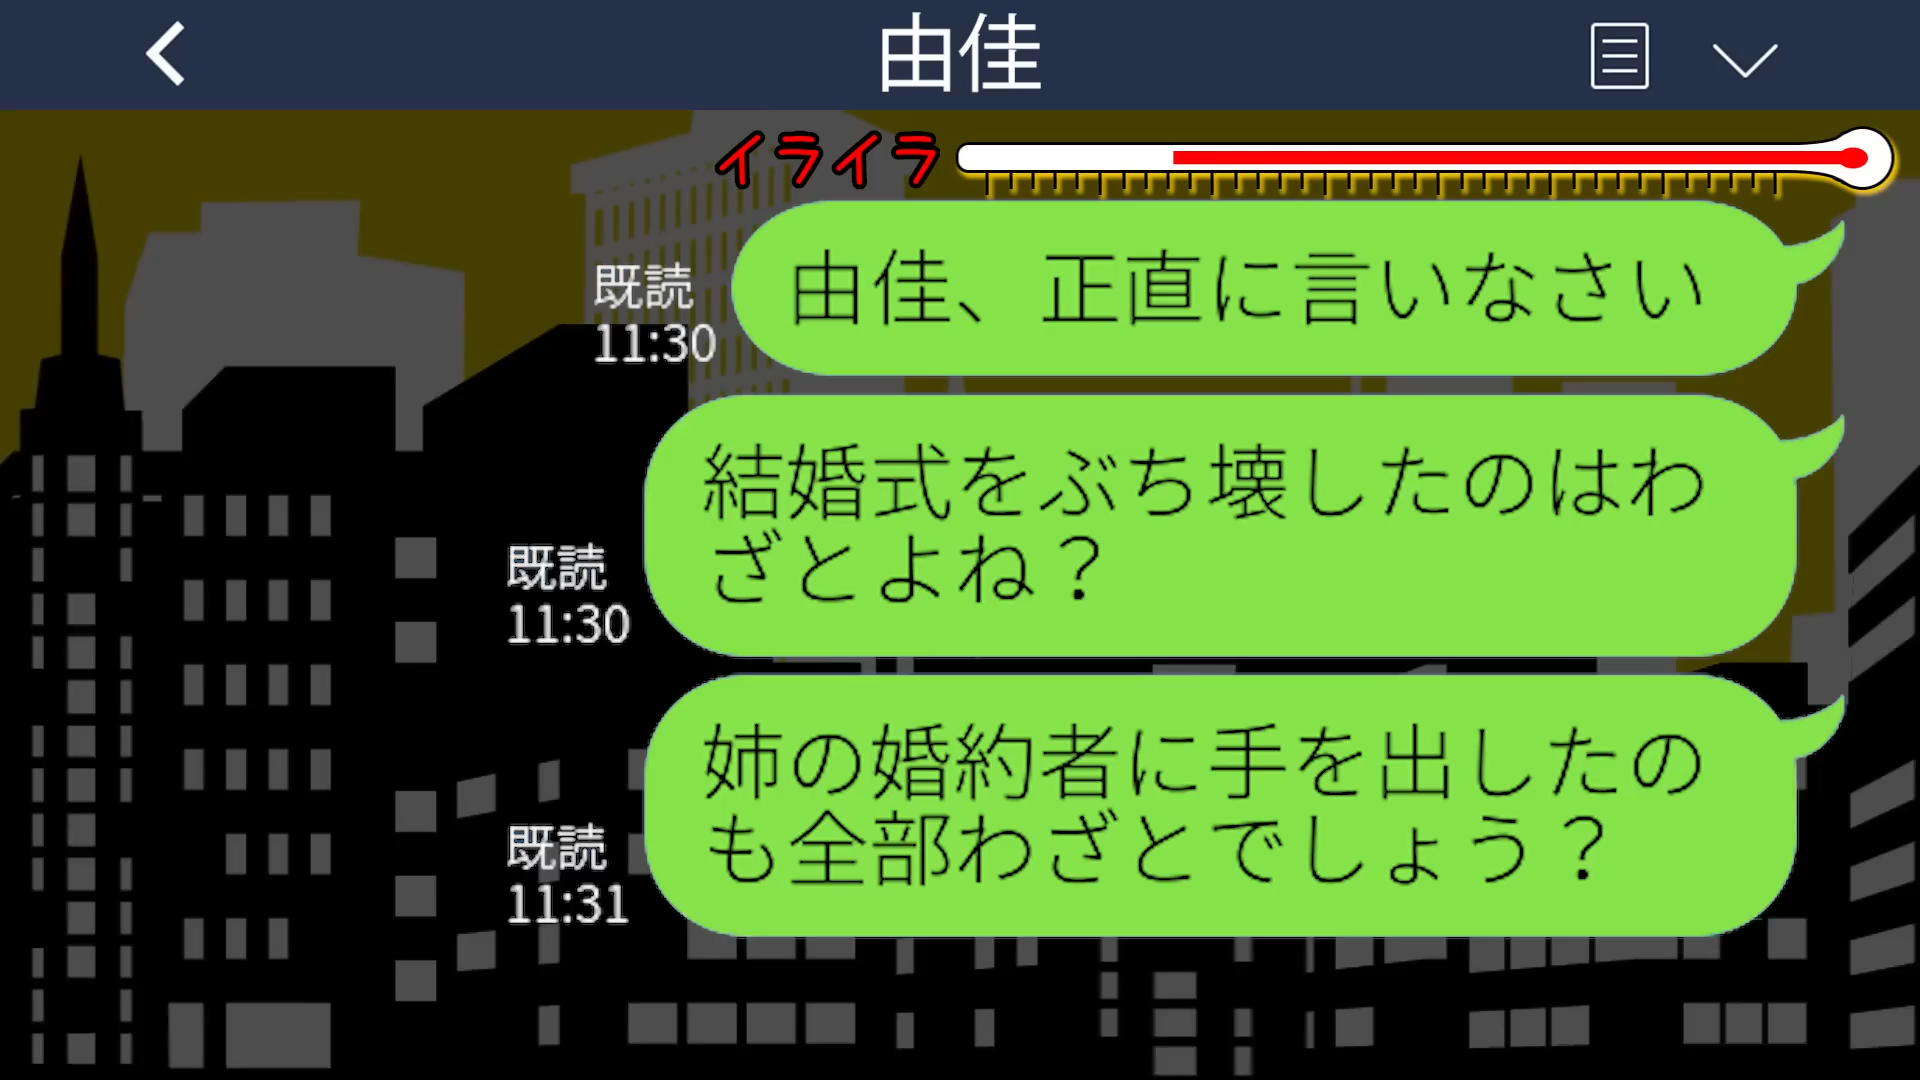 由佳
イライラ
由佳、正直に言いなさい
既読
11:30
結婚式をぶち壊したのはわ
ざとよね？
既読
11:30
姉の婚約者に手を出したの
も全部わざとでしょう？
既読
11:31